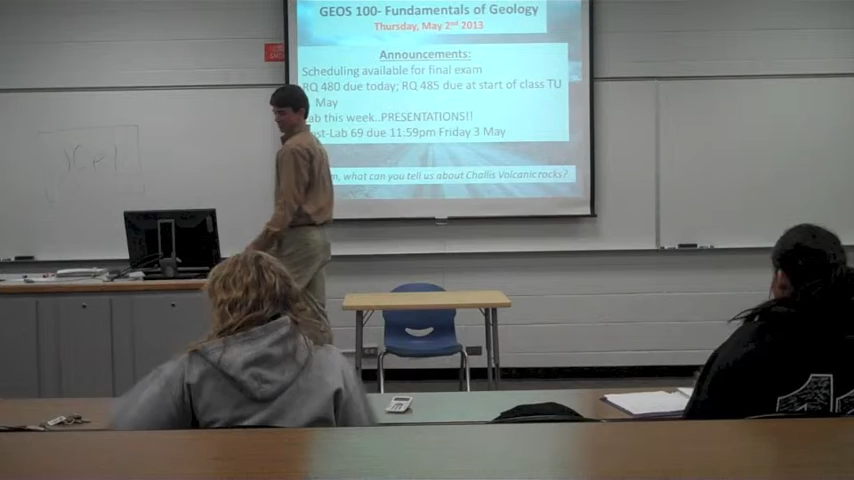 GEOS 100- Fundamentals of Geology
Thursday, May 2nd 2013
Announcements:
Scheduling available for final exam
RQ 480 due today; RQ 485 due at start of class TU
May
Lab this week..PRESENTATIONS!!
Post-Lab 69 due 11.59pm Friday 3 May
what can you tell us about Challis Volcanic rocks?